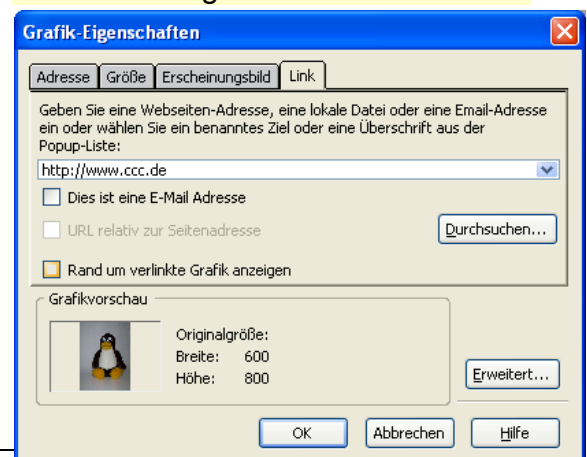 Grafik-Eigenschaften
Adresse Größe Erscheinungsbild Link
Geben Sie eine Webseiten-Adresse, eine lokale Datei oder eine Email-Adresse
ein oder wählen Sie ein benanntes Ziel oder eine Überschrift aus der
Popup-Liste:
http://www.ccc.de
Dies ist eine E-Mail Adresse
URL relativ zur Seitenadresse
Durchsuchen...
Rand um verlinkte Grafik anzeigen
Grafikvorschau
Originalgröße:
Breite: 600
Höhe: 800
Erweitert...
OK Abbrechen Hilfe